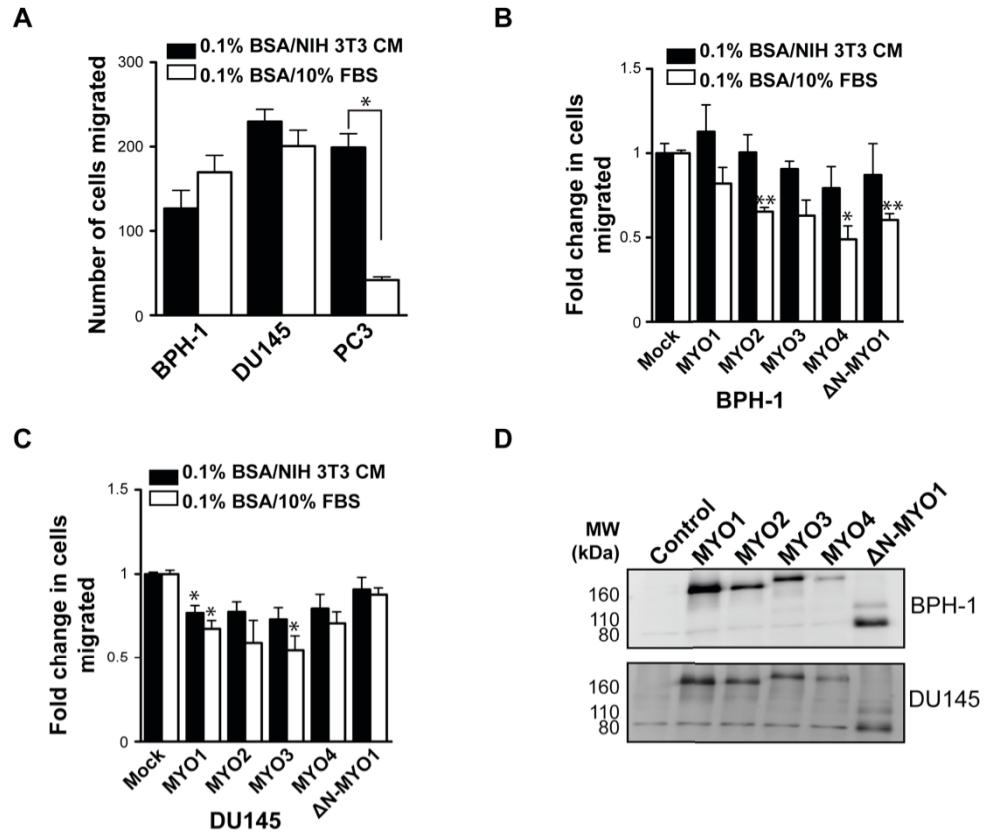 A
0.1% BSA/NIH 3T3 CM
0.1% BSA/10% FBS
Number of cells migrated
300
200
100
0
*
BPH-1
DU145
PC3
B
0.1% BSA/NIH 3T3 CM
0.1% BSA/10% FBS
Fold change in cells
migrated
1.5
1
0.5
0
**
*
**
Mock
MYO1
MYO2
MYO3
MYO4
ΔN-MYO1
BPH-1
C
0.1% BSA/NIH 3T3 CM
0.1% BSA/10% FBS
Fold change in cells
migrated
1.5
1
0.5
0
*
*
*
Mock
MYO1
MYO2
MYO3
MYO4
ΔN-MYO1
DU145
D
MW
(kDa)
Control
MYO1
MYO2
MYO3
MYO4
ΔN-MYO1
160
110
80
BPH-1
160
110
80
DU145